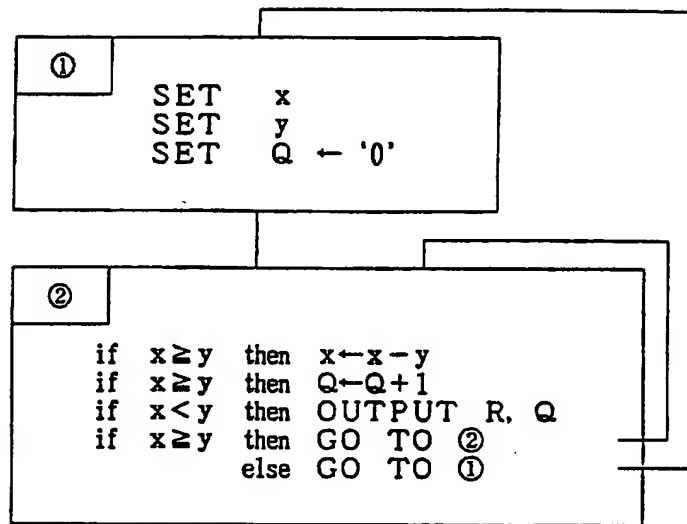 ①
SET x
SET y
SET Q ← '0'
②
if x≧y then x←x−y
if x≧y then Q←Q+1
if x<y then OUTPUT R, Q
if x≧y then GO TO ②
else GO TO ①